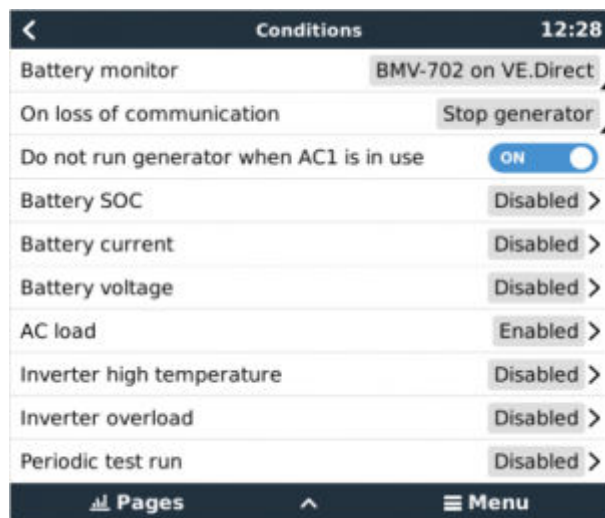 Conditions 12:28
Battery monitor BMV-702 on VE.Direct
On loss of communication Stop generator
Do not run generator when AC1 is in use ON
Battery SOC Disabled
Battery current Disabled
Battery voltage Disabled
AC load Enabled
Inverter high temperature Disabled
Inverter overload Disabled
Periodic test run Disabled
Pages Menu